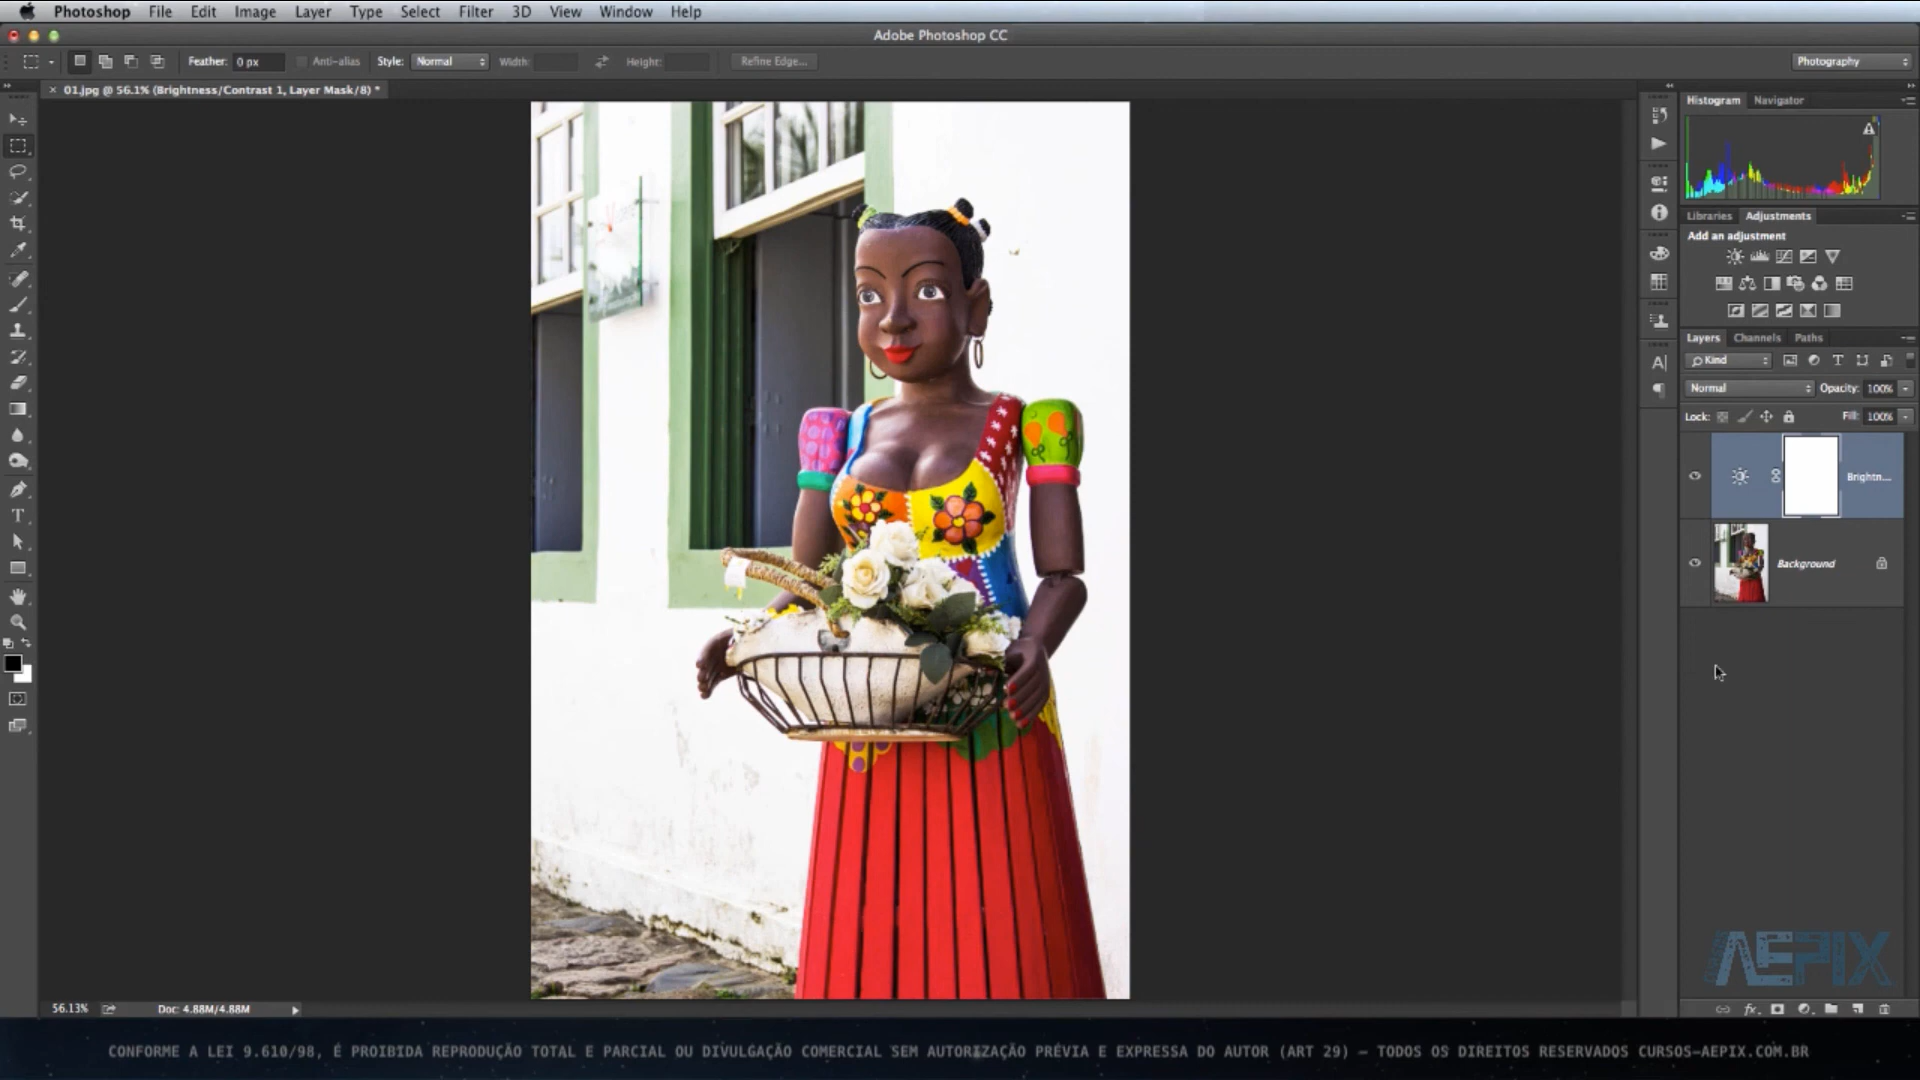 Photoshop File Edit Image Layer Type Select Filter 3D View Window Help
Adobe Photoshop CC
Feather: 0 px Anti-alias Style: Normal Width: Height: Refine Edge... Photography
× 01.jpg @ 56.1% (Brightness/Contrast 1, Layer Mask/8) *
Histogram Navigator
Libraries Adjustments
Add an adjustment
Layers Channels Paths
Kind
Normal Opacity: 100%
Lock: Fill: 100%
Brightn...
Background
AEPIX
56.13% Doc: 4.88M/4.88M
CONFORME A LEI 9.610/98, É PROIBIDA REPRODUÇÃO TOTAL E PARCIAL OU DIVULGAÇÃO COMERCIAL SEM AUTORIZAÇÃO PRÉVIA E EXPRESSA DO AUTOR (ART 29) – TODOS OS DIREITOS RESERVADOS CURSOS-AEPIX.COM.BR